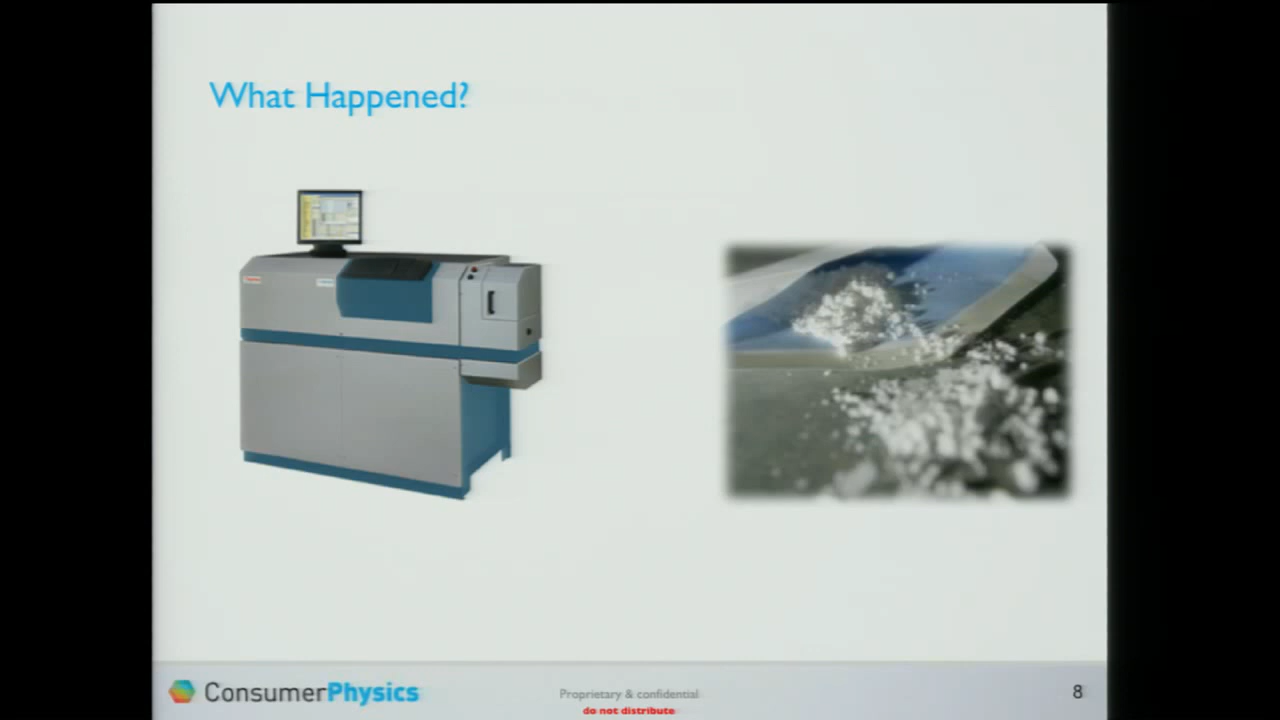 What Happened?
ConsumerPhysics
Proprietary & confidential
do not distribute
8